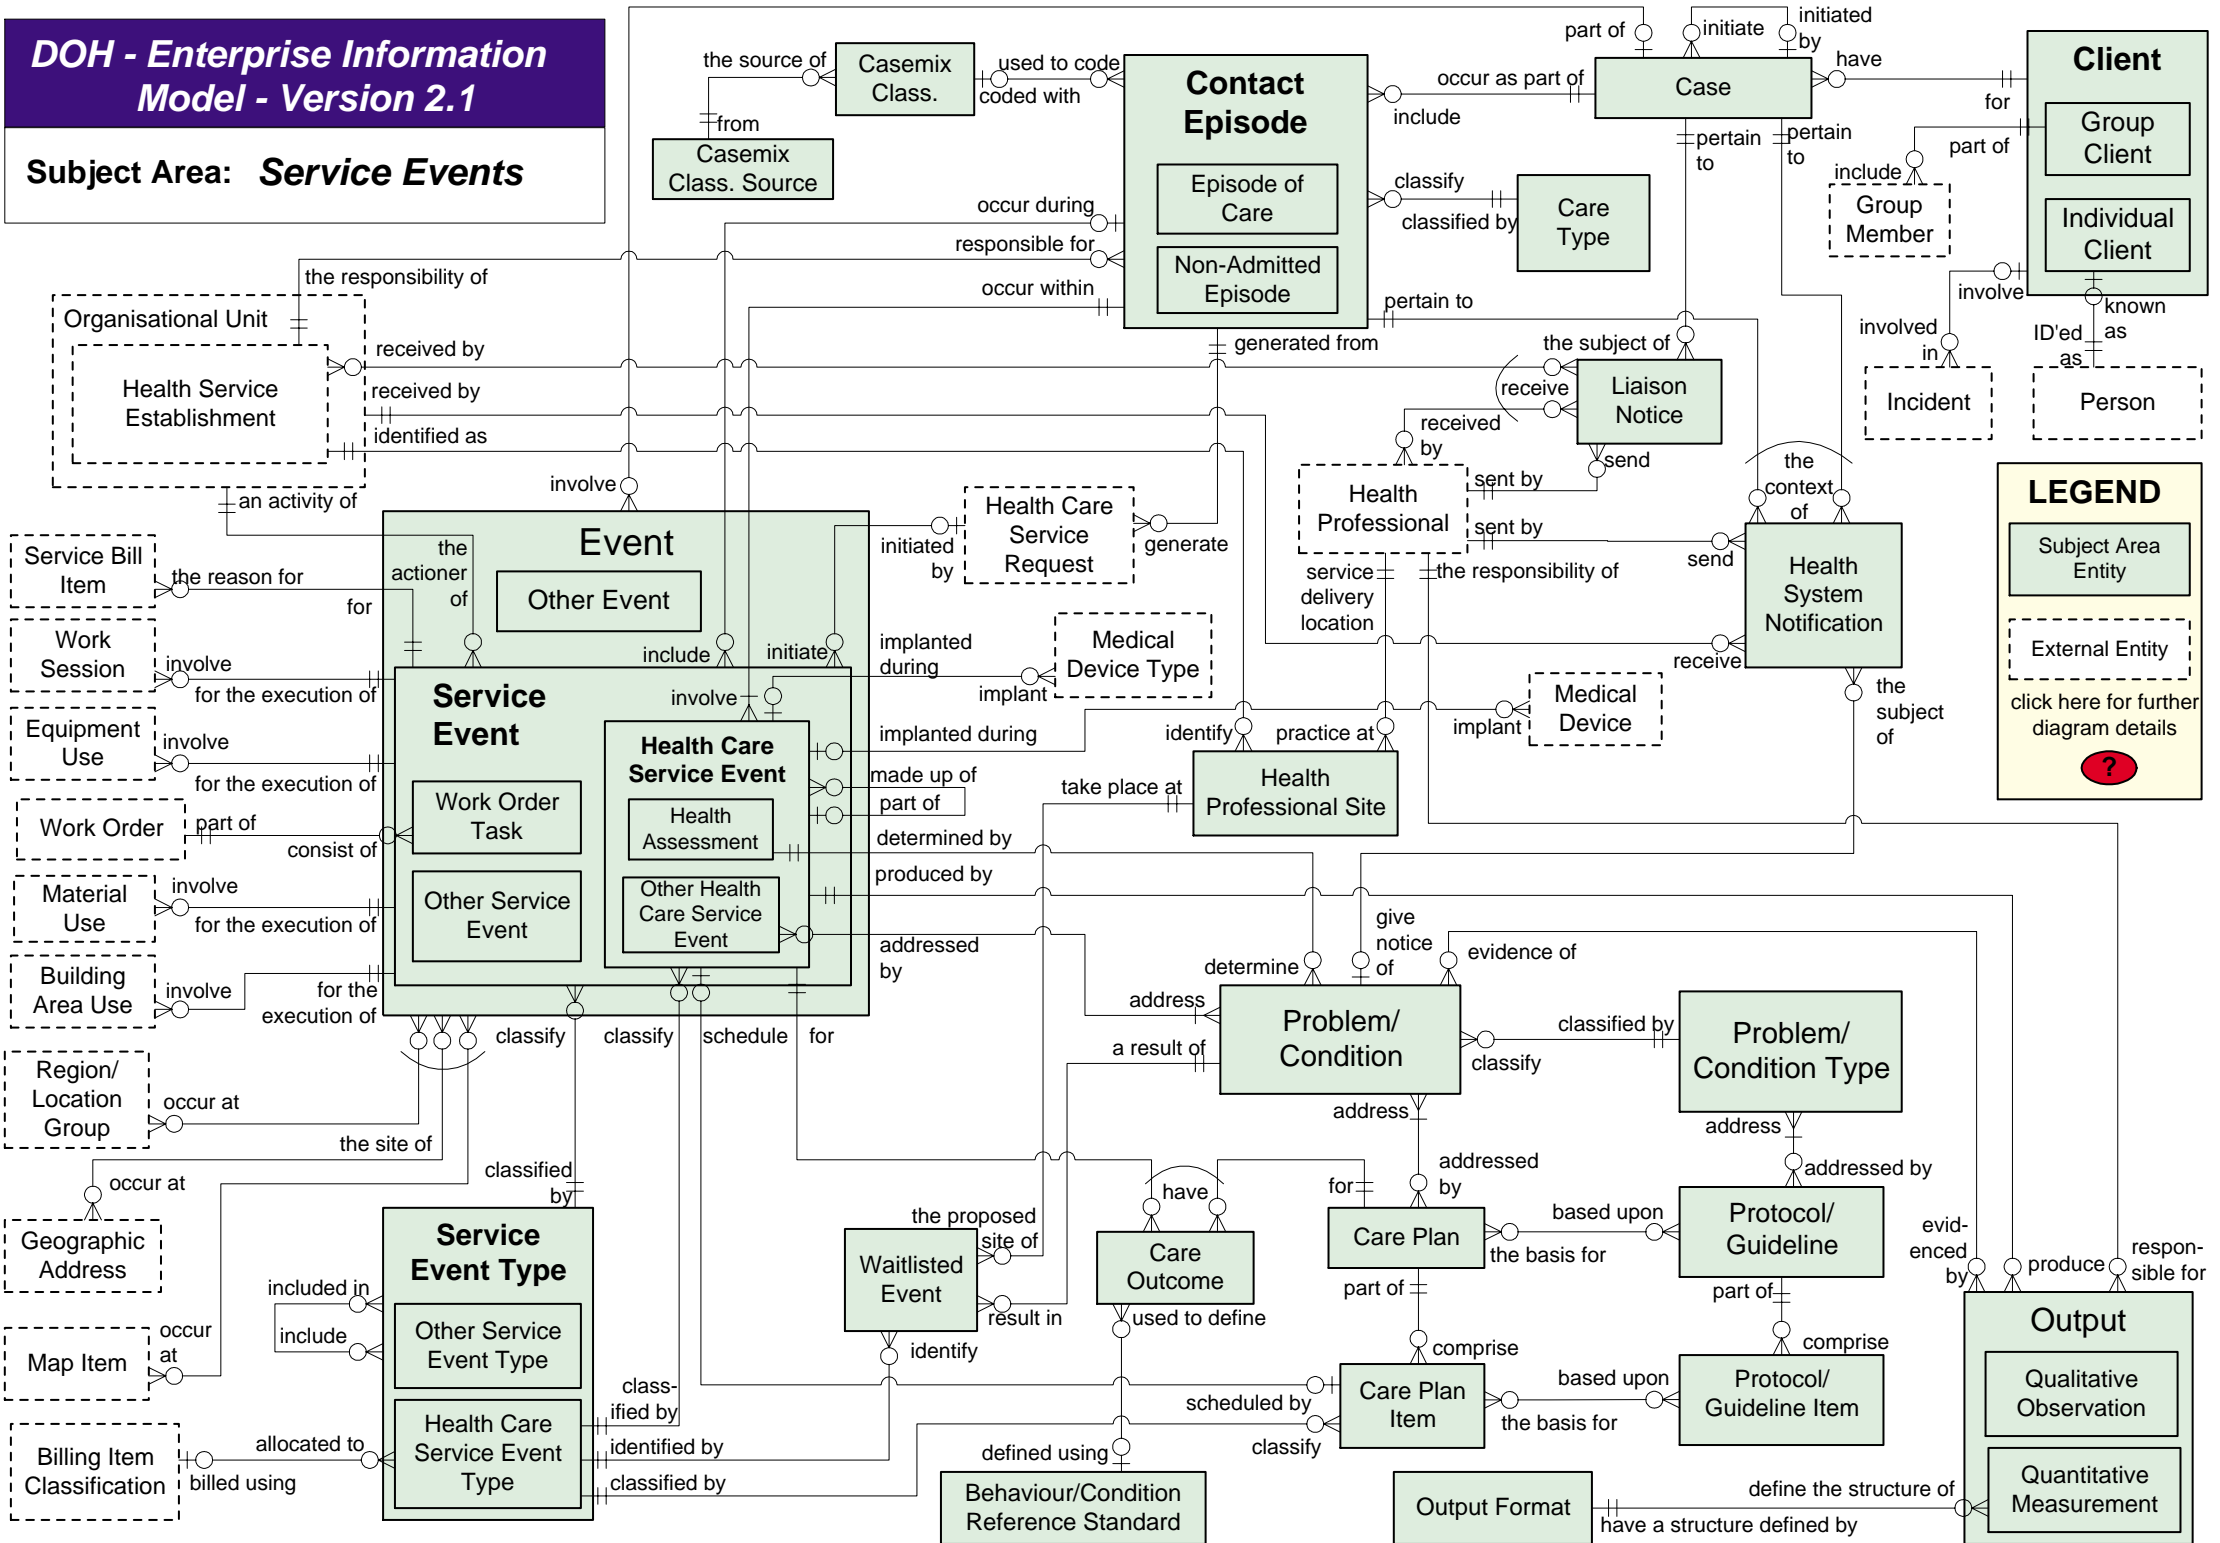 DOH - Enterprise Information
Model - Version 2.1
Subject Area: Service Events
the source of
Casemix
Class.
used to code
coded with
from
Casemix
Class. Source
Contact
Episode
Episode of
Care
Non-Admitted
Episode
occur during
responsible for
occur within
part of
initiate
initiated
by
occur as part of
include
Case
have
for
pertain
to
pertain
to
Client
Group
Client
Individual
Client
part of
include
Group
Member
classify
classified by
Care
Type
involve
involved
in
known
as
ID'ed
as
Incident
Person
the responsibility of
Organisational Unit
Health Service
Establishment
received by
received by
identified as
an activity of
pertain to
generated from
the subject of
receive
Liaison
Notice
received
by
send
sent by
sent by
send
Health
Professional
the
context
of
Health
System
Notification
receive
the
subject
of
LEGEND
Subject Area
Entity
External Entity
click here for further
diagram details
?
involve
Event
Other Event
the
actioner
of
initiated
by
Health Care
Service
Request
generate
service
delivery
location
the responsibility of
Service Bill
Item
the reason for
for
Work
Session
involve
for the execution of
Equipment
Use
involve
for the execution of
Work Order
part of
consist of
Material
Use
involve
for the execution of
Building
Area Use
involve
for the
execution of
include
initiate
Service
Event
Work Order
Task
Other Service
Event
involve
Health Care
Service Event
Health
Assessment
Other Health
Care Service
Event
implanted
during
implant
Medical
Device Type
implanted during
implant
Medical
Device
made up of
part of
determined by
produced by
addressed
by
identify
practice at
take place at
Health
Professional Site
determine
give
notice
of
evidence of
address
a result of
Problem/
Condition
classified by
classify
Problem/
Condition Type
address
address
Region/
Location
Group
occur at
the site of
classify
classify
schedule
for
Geographic
Address
occur at
Map Item
occur
at
classified
by
Service
Event Type
included in
include
Other Service
Event Type
Health Care
Service Event
Type
Billing Item
Classification
allocated to
billed using
class-
ified by
identified by
classified by
the proposed
site of
Waitlisted
Event
result in
identify
have
Care
Outcome
used to define
defined using
Behaviour/Condition
Reference Standard
for
addressed
by
Care Plan
based upon
the basis for
addressed by
Protocol/
Guideline
part of
comprise
part of
comprise
scheduled by
classify
Care Plan
Item
based upon
the basis for
Protocol/
Guideline Item
evid-
enced
by
produce
respon-
sible for
Output
Qualitative
Observation
Quantitative
Measurement
Output Format
define the structure of
have a structure defined by